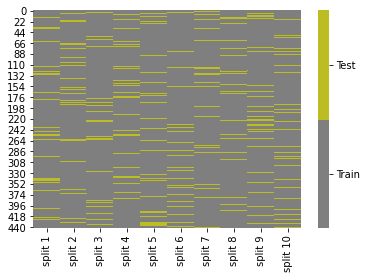 0
22
44
66
88
110
132
154
176
198
220
242
264
286
308
330
352
374
396
418
440
split 1
split 2
split 3
split 4
split 5
split 6
split 7
split 8
split 9
split 10
Test
Train